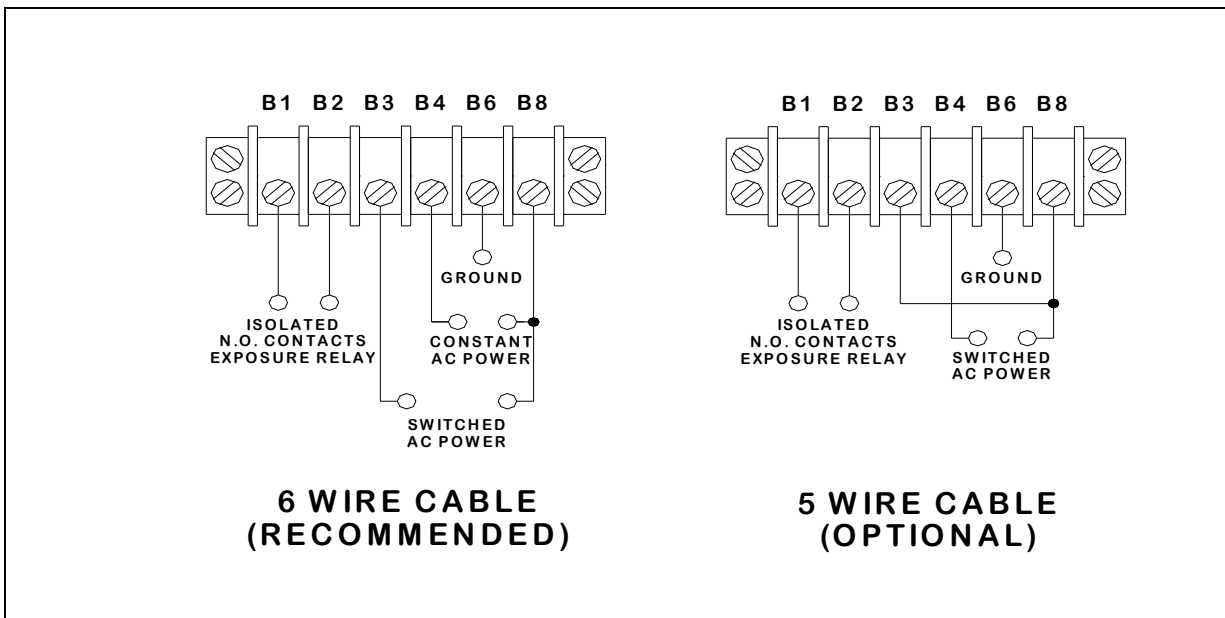 B1 B2 B3 B4 B6 B8
GROUND
ISOLATED
N.O. CONTACTS
EXPOSURE RELAY
CONSTANT
AC POWER
SWITCHED
AC POWER
6 WIRE CABLE
(RECOMMENDED)
B1 B2 B3 B4 B6 B8
GROUND
ISOLATED
N.O. CONTACTS
EXPOSURE RELAY
SWITCHED
AC POWER
5 WIRE CABLE
(OPTIONAL)